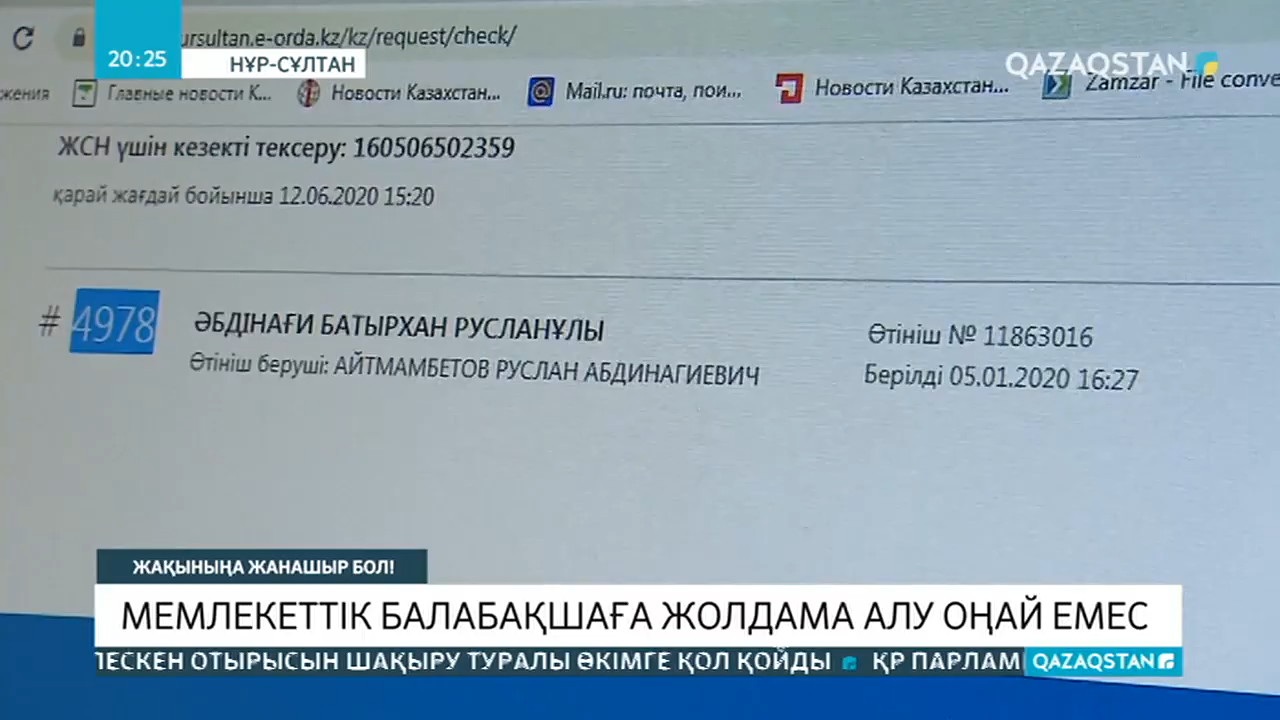 ursultan.e-orda.kz/kz/request/check/
20:25
НҰР-СҰЛТАН
QAZAQSTAN
жения Главные новости К... Новости Казахстан... Mail.ru: почта, пои... Новости Казахстан... Zamzar - File conve
ЖСН үшін кезекті тексеру: 160506502359
қарай жағдай бойынша 12.06.2020 15:20
# 4978 ӘБДІНАҒИ БАТЫРХАН РУСЛАНҰЛЫ Өтініш № 11863016
Өтініш беруші: АЙТМАМБЕТОВ РУСЛАН АБДИНАГИЕВИЧ Берілді 05.01.2020 16:27
ЖАҚЫНЫҢА ЖАНАШЫР БОЛ!
МЕМЛЕКЕТТІК БАЛАБАҚШАҒА ЖОЛДАМА АЛУ ОҢАЙ ЕМЕС
ЛЕСКЕН ОТЫРЫСЫН ШАҚЫРУ ТУРАЛЫ ӨКІМГЕ ҚОЛ ҚОЙДЫ ҚР ПАРЛАМ QAZAQSTAN